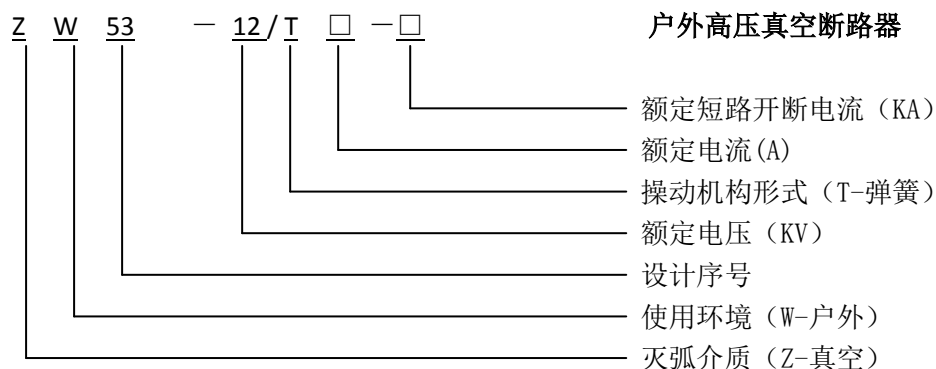 Z W 53 －12/T □－□ 户外高压真空断路器
额定短路开断电流（KA）
额定电流(A)
操动机构形式（T-弹簧）
额定电压（KV）
设计序号
使用环境（W-户外）
灭弧介质（Z-真空）